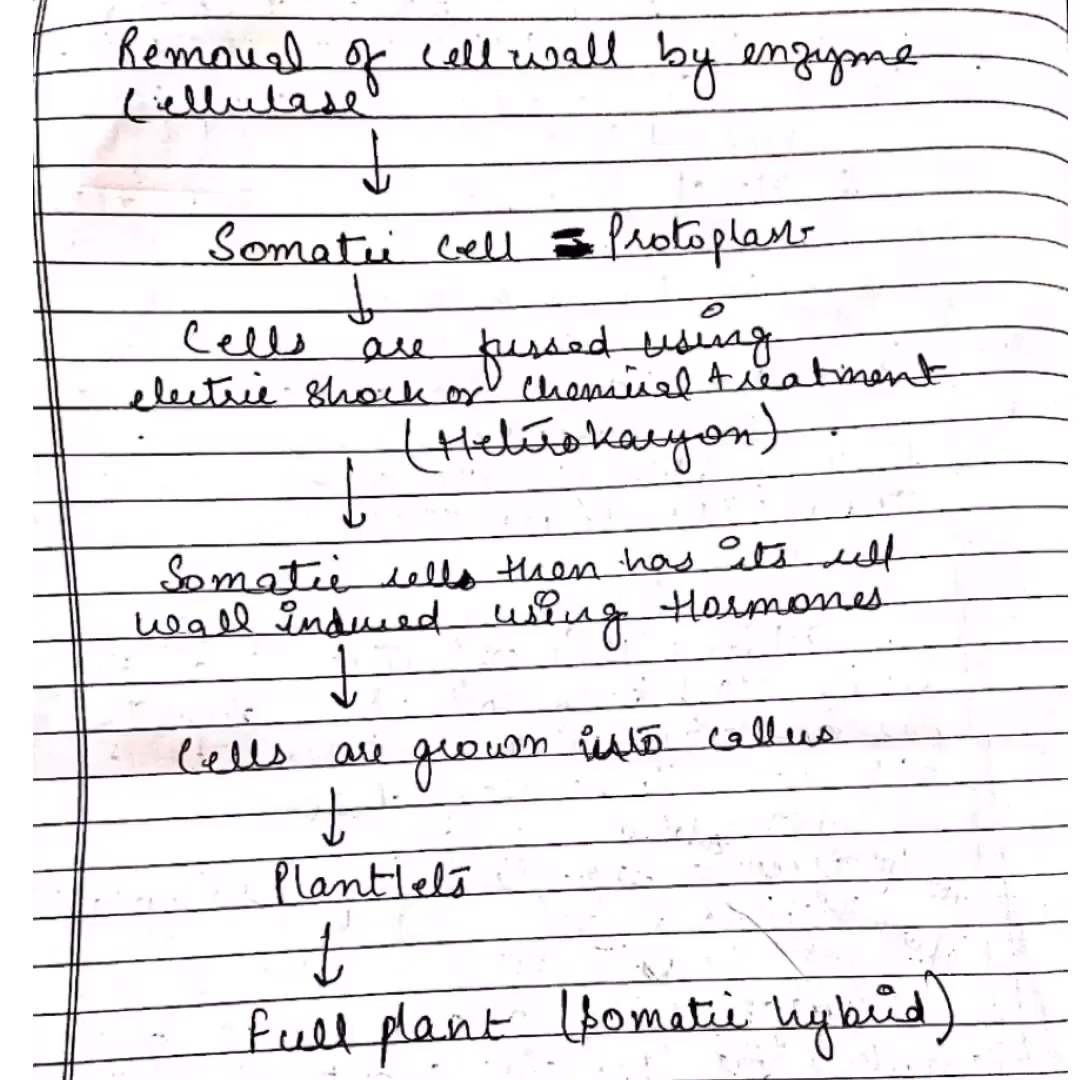 Removal of cell wall by enzyme
Cellulase
↓
Somatic cell = Protoplast
↓
Cells are fussed using
electric shock or chemical treatment
(Heterokaryon)
↓
Somatic cells then has its cell
wall induced using Hormones
↓
Cells are grown into callus
↓
Plantlets
↓
Full plant (Somatic hybrid)